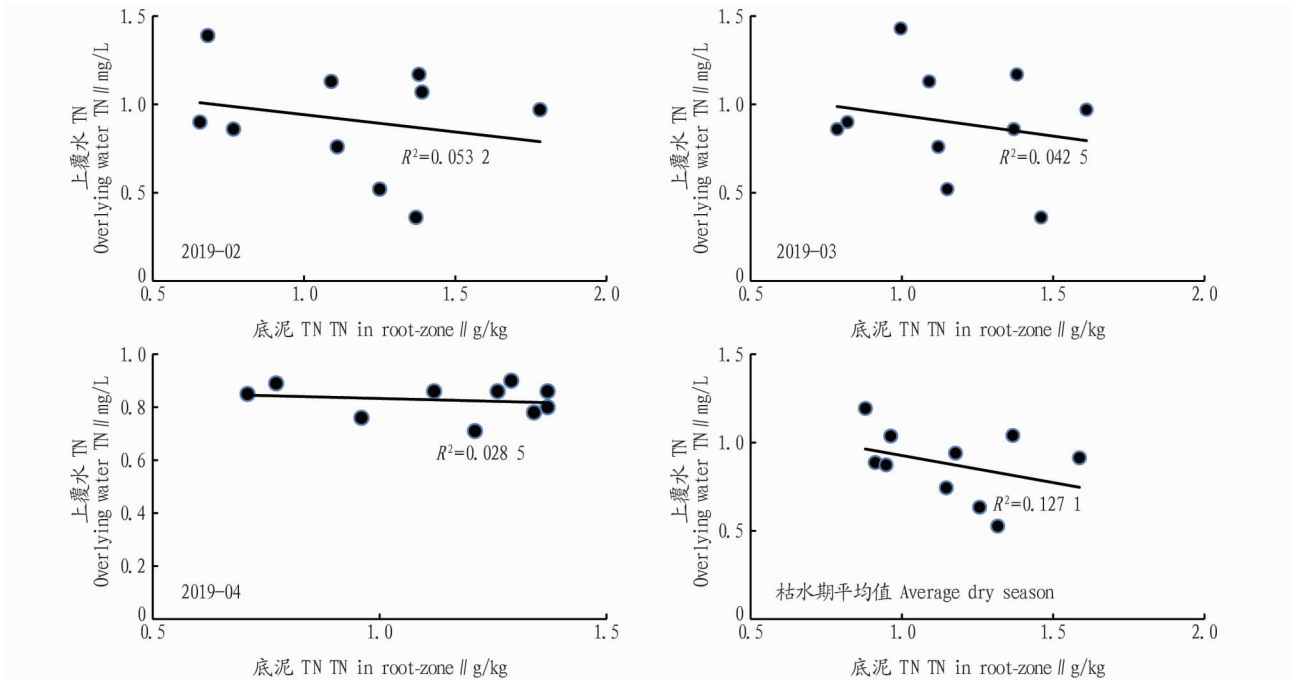 上覆水 TN
Overlying water TN∥mg/L
1.5
1.0
0.5
0
R²=0.053 2
2019-02
0.5 1.0 1.5 2.0
底泥 TN TN in root-zone∥g/kg
上覆水 TN
Overlying water TN∥mg/L
1.5
1.0
0.5
0
R²=0.042 5
2019-03
0.5 1.0 1.5 2.0
底泥 TN TN in root-zone∥g/kg
上覆水 TN
Overlying water TN∥mg/L
1.0
0.8
0.6
0.4
0.2
0
R²=0.028 5
2019-04
0.5 1.0 1.5
底泥 TN TN in root-zone∥g/kg
上覆水 TN
Overlying water TN∥mg/L
1.5
1.0
0.5
0
R²=0.127 1
枯水期平均值 Average dry season
0.5 1.0 1.5 2.0
底泥 TN TN in root-zone∥g/kg